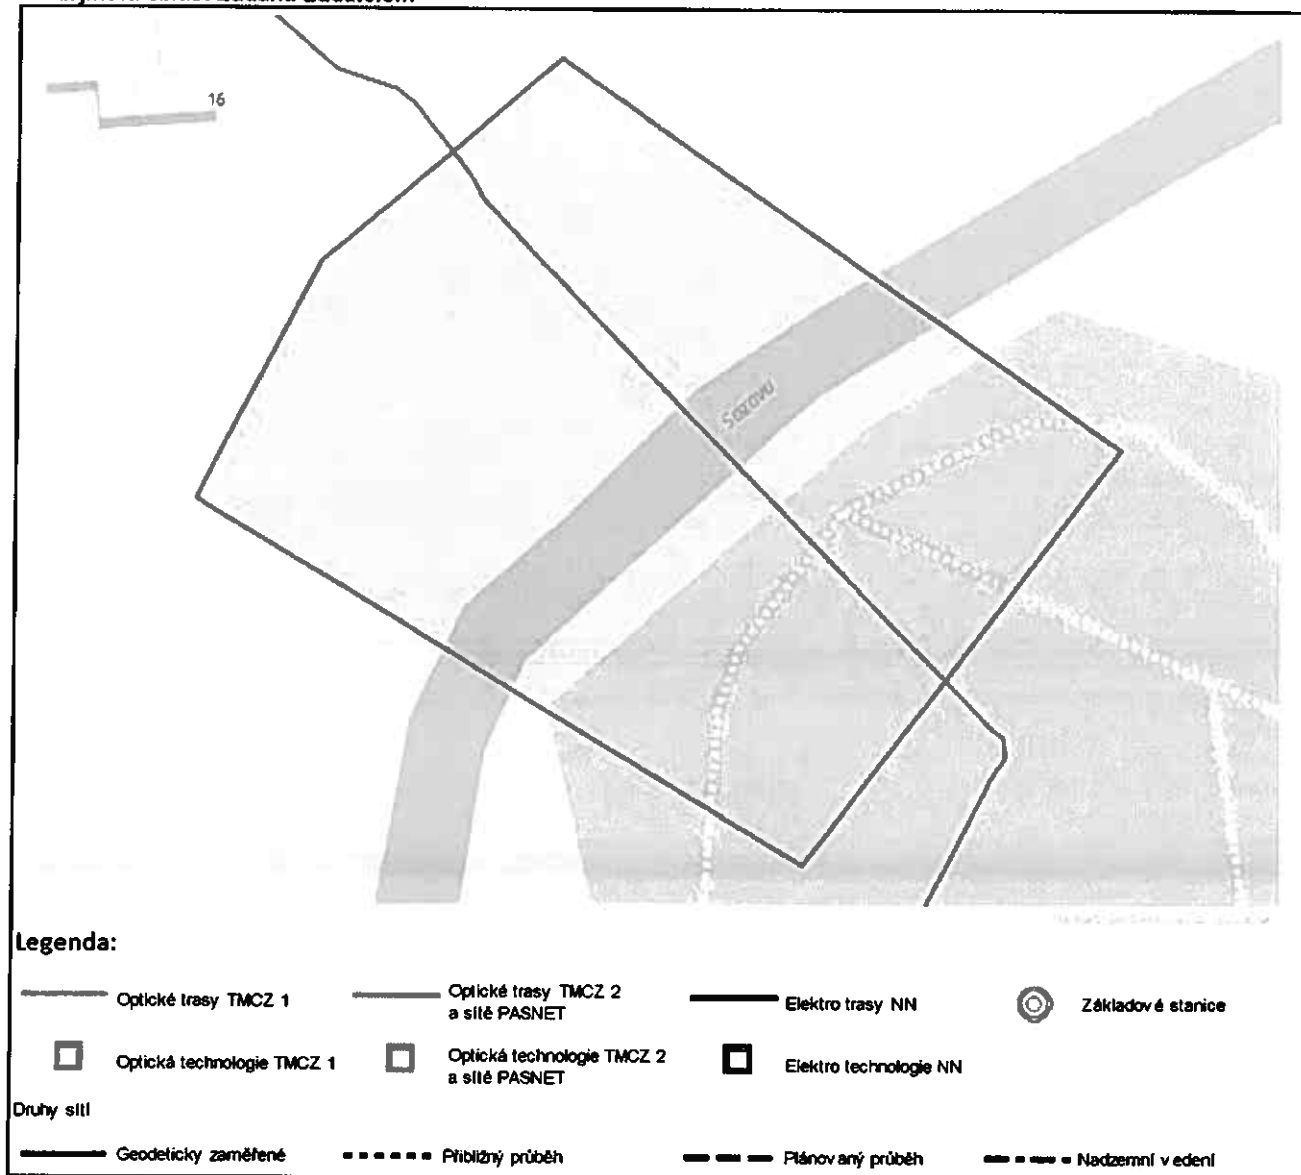 16
Sázavu
Legenda:
Optické trasy TMCZ 1
Optické trasy TMCZ 2
a sítě PASNET
Elektro trasy NN
Základové stanice
Optická technologie TMCZ 1
Optická technologie TMCZ 2
a sítě PASNET
Elektro technologie NN
Druhy sítí
Geodeticky zaměřené
Přibližný průběh
Plánovaný průběh
Nadzemní vedení